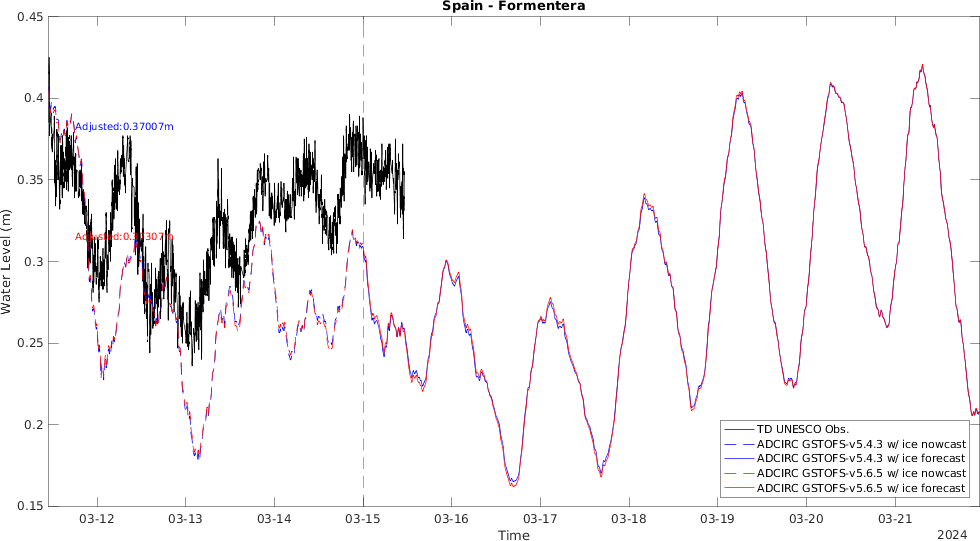 Spain - Formentera
0.45
0.4
0.35
0.3
0.25
0.2
0.15
Water Level (m)
Adjusted:0.37007m
03-12
03-13
03-14
03-15
03-16
03-17
03-18
03-19
03-20
03-21
Time
2024
TD UNESCO Obs.
ADCIRC GSTOFS-v5.4.3 w/ ice nowcast
ADCIRC GSTOFS-v5.4.3 w/ ice forecast
ADCIRC GSTOFS-v5.6.5 w/ ice nowcast
ADCIRC GSTOFS-v5.6.5 w/ ice forecast